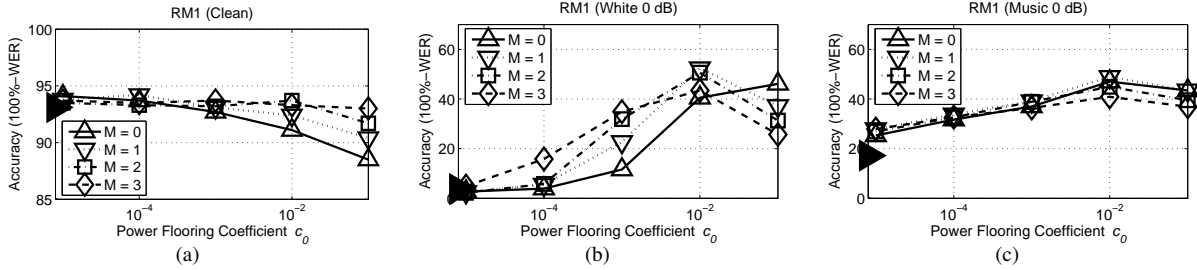 RM1 (Clean)
Accuracy (100%–WER)
100
95
90
85
M = 0
M = 1
M = 2
M = 3
10⁻⁴
10⁻²
Power Flooring Coefficient c₀
(a)
RM1 (White 0 dB)
Accuracy (100%–WER)
60
40
20
0
M = 0
M = 1
M = 2
M = 3
10⁻⁴
10⁻²
Power Flooring Coefficient c₀
(b)
RM1 (Music 0 dB)
Accuracy (100%–WER)
60
40
20
0
M = 0
M = 1
M = 2
M = 3
10⁻⁴
10⁻²
Power Flooring Coefficient c₀
(c)